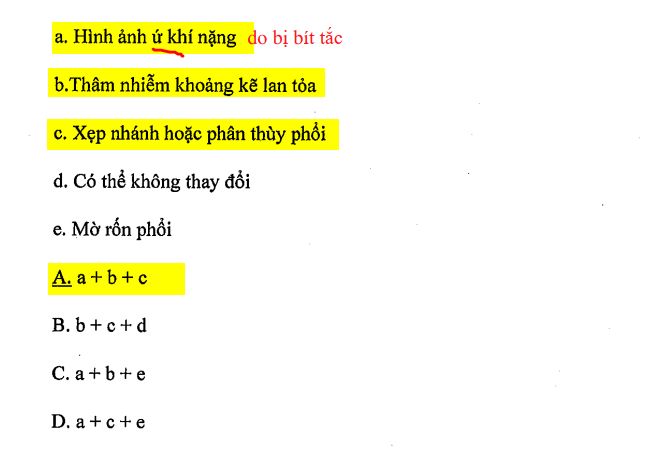 a. Hình ảnh ứ khí nặng do bị bít tắc
b.Thâm nhiễm khoảng kẽ lan tỏa
c. Xẹp nhánh hoặc phân thùy phổi
d. Có thể không thay đổi
e. Mờ rốn phổi
A. a + b + c
B. b + c + d
C. a + b + e
D. a + c + e